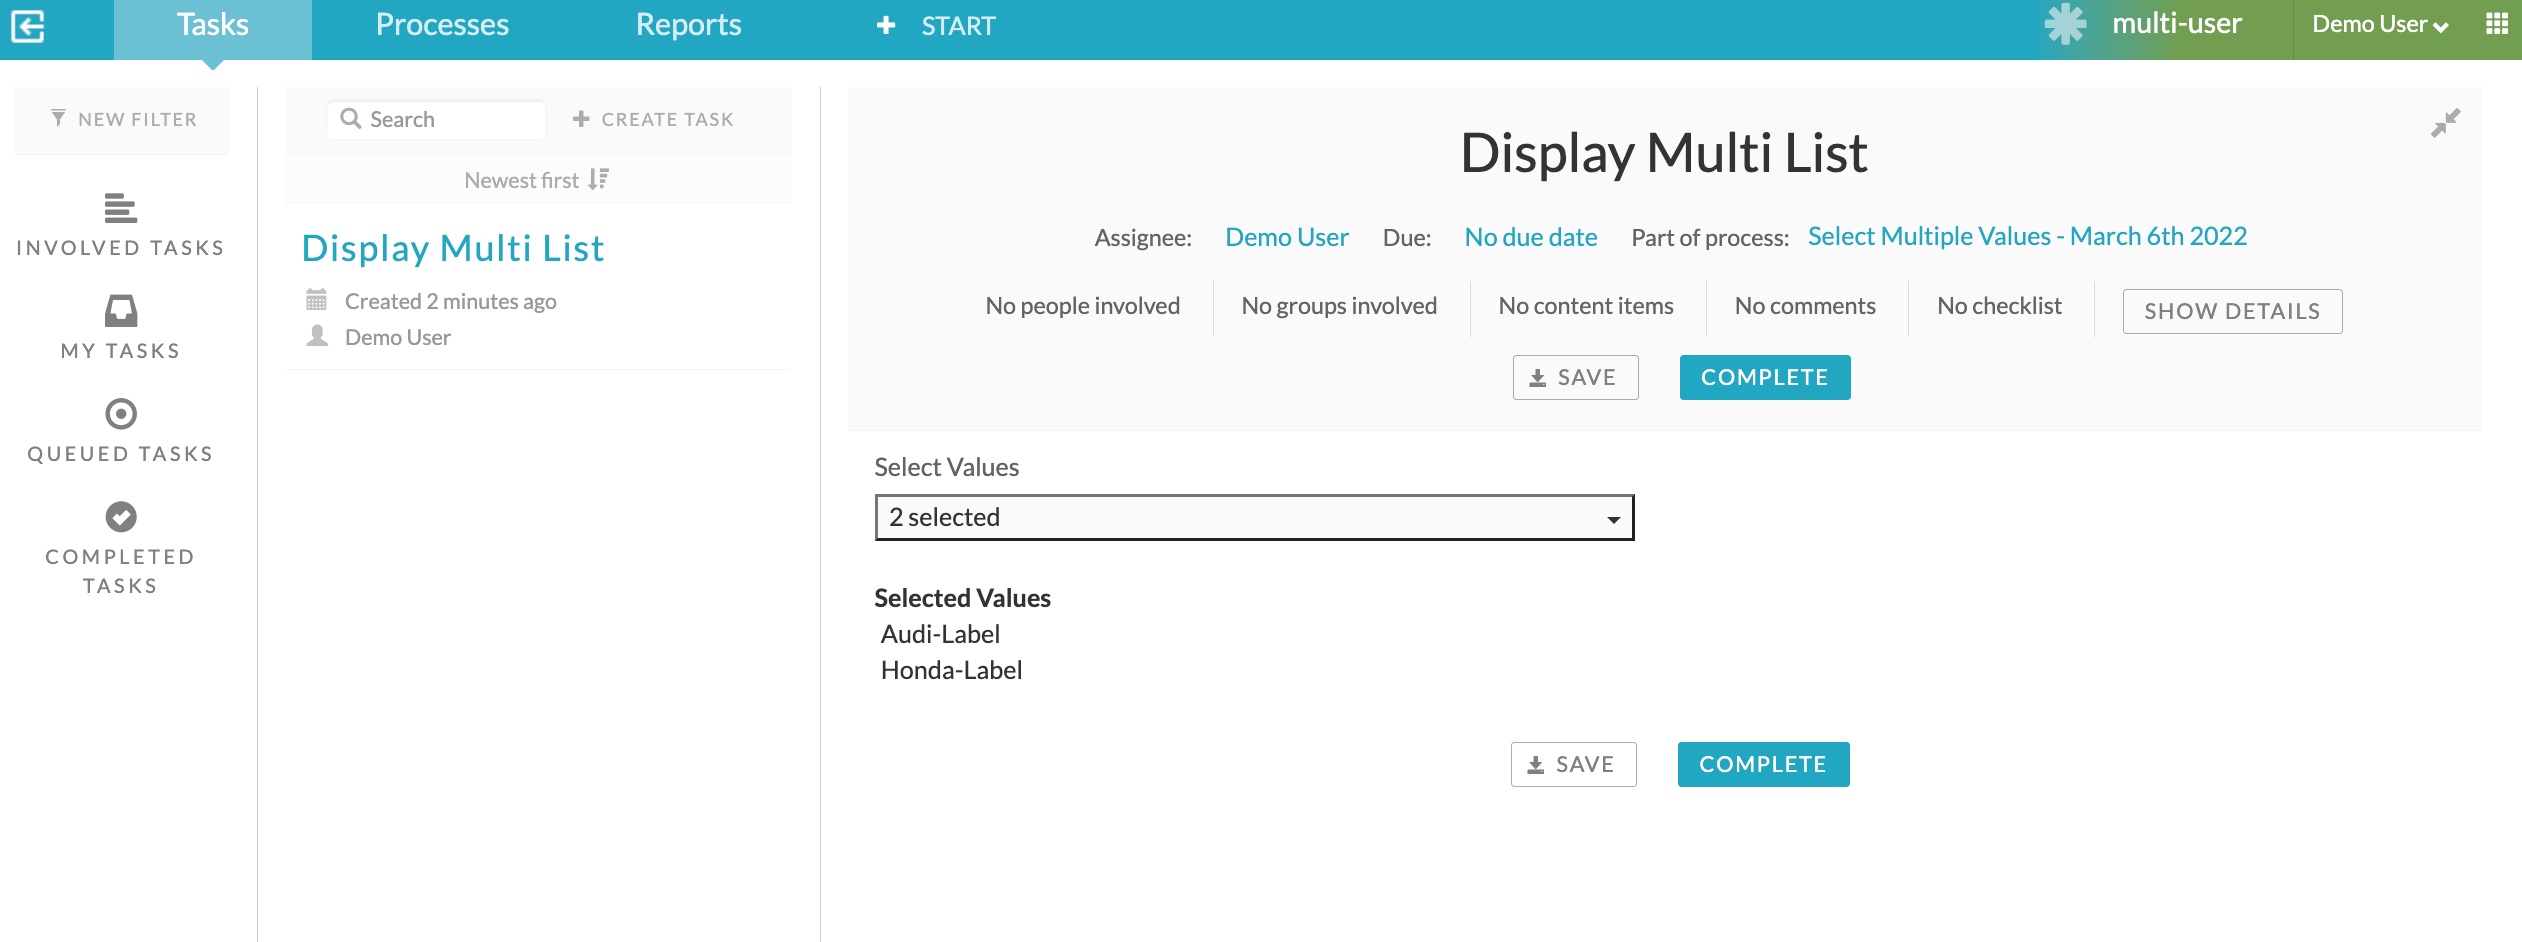 Tasks Processes Reports START multi-user Demo User
NEW FILTER
INVOLVED TASKS
MY TASKS
QUEUED TASKS
COMPLETED
TASKS
Search CREATE TASK
Newest first
Display Multi List
Created 2 minutes ago
Demo User
Display Multi List
Assignee: Demo User Due: No due date Part of process: Select Multiple Values - March 6th 2022
No people involved No groups involved No content items No comments No checklist SHOW DETAILS
SAVE COMPLETE
Select Values
2 selected
Selected Values
Audi-Label
Honda-Label
SAVE COMPLETE